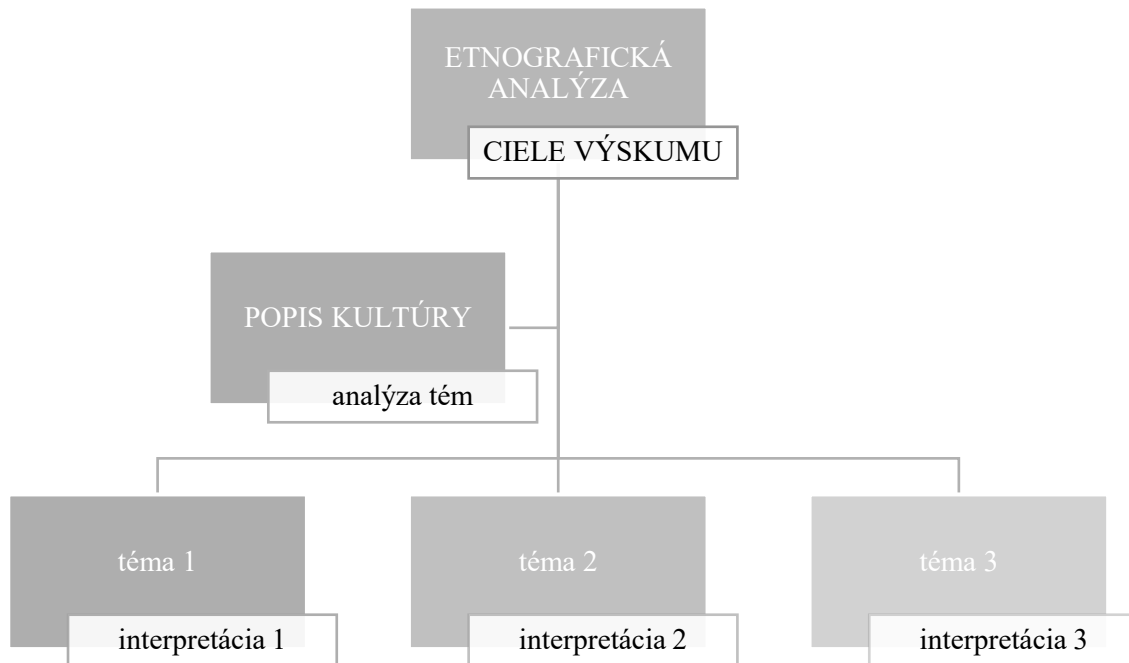 ETNOGRAFICKÁ
ANALÝZA
CIELE VÝSKUMU
POPIS KULTÚRY
analýza tém
téma 1
téma 2
téma 3
interpretácia 1
interpretácia 2
interpretácia 3